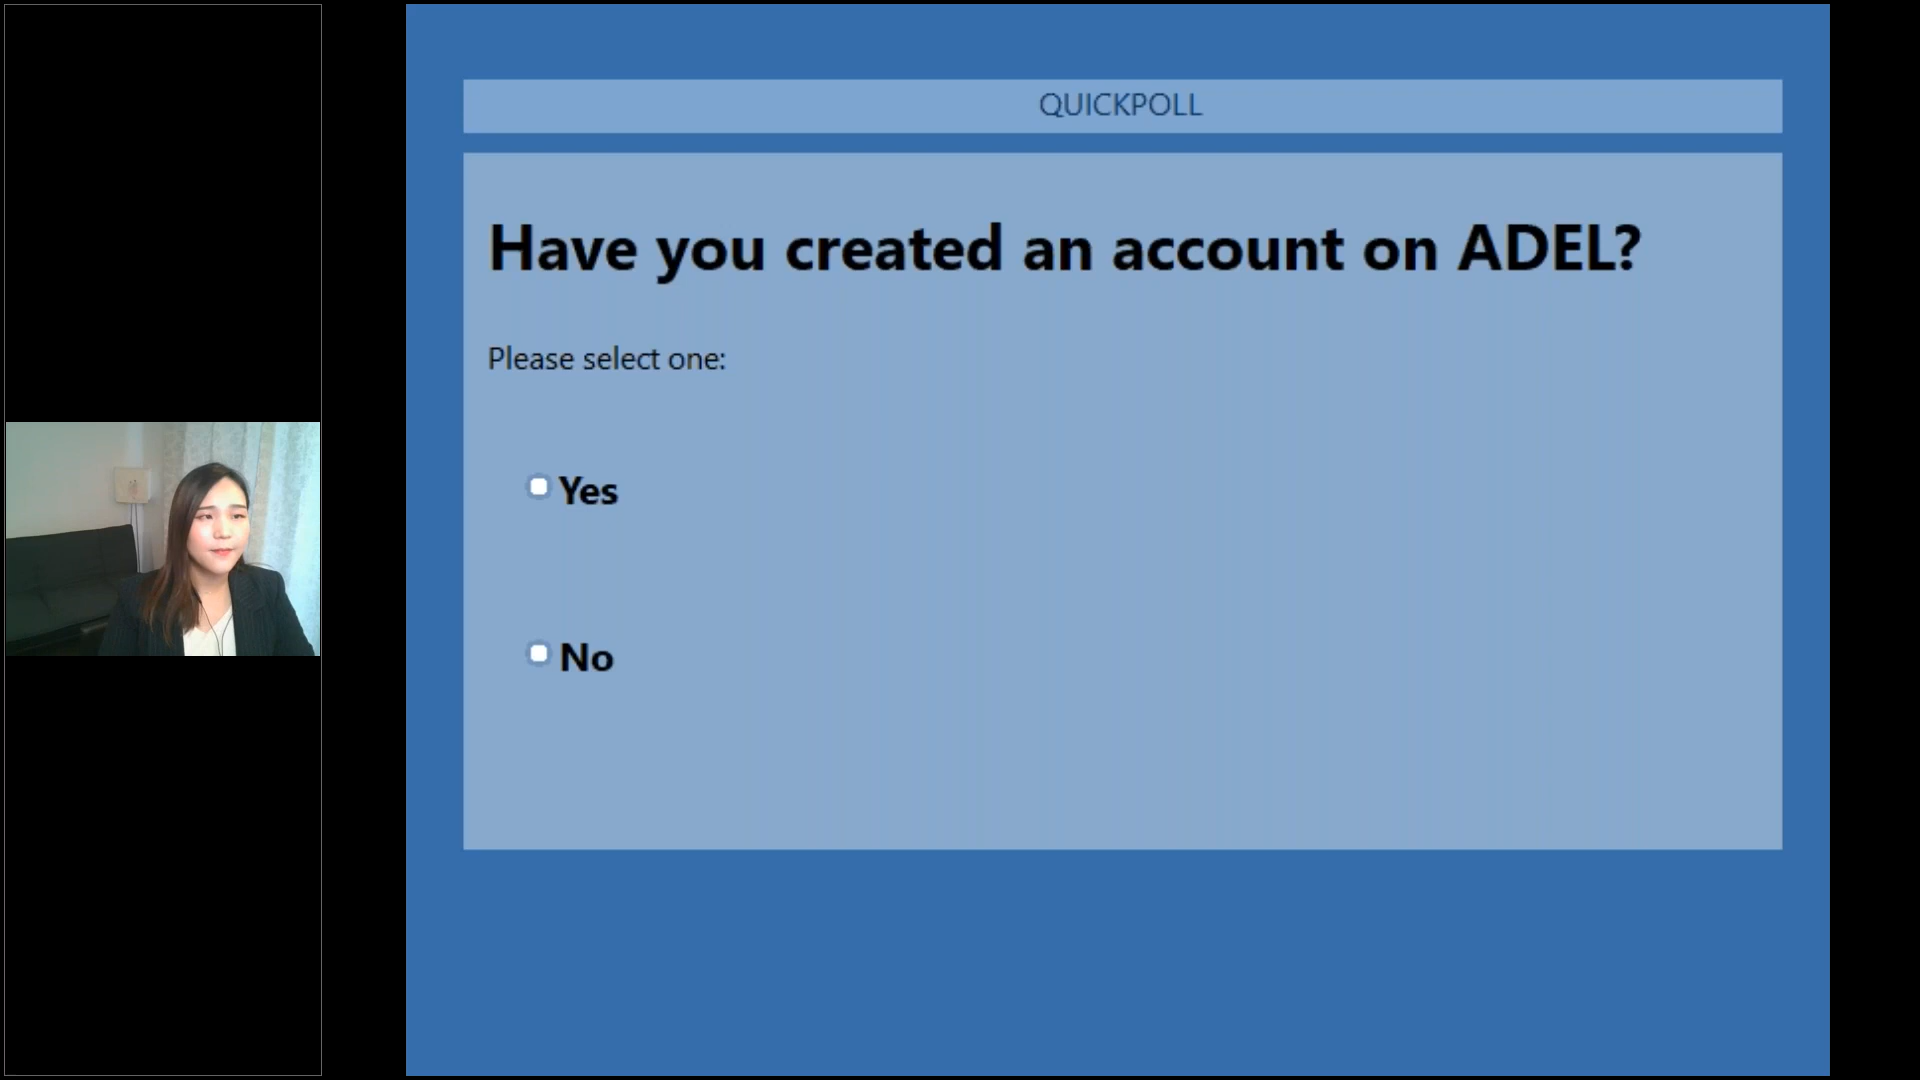 QUICKPOLL
Have you created an account on ADEL?
Please select one:
Yes
No